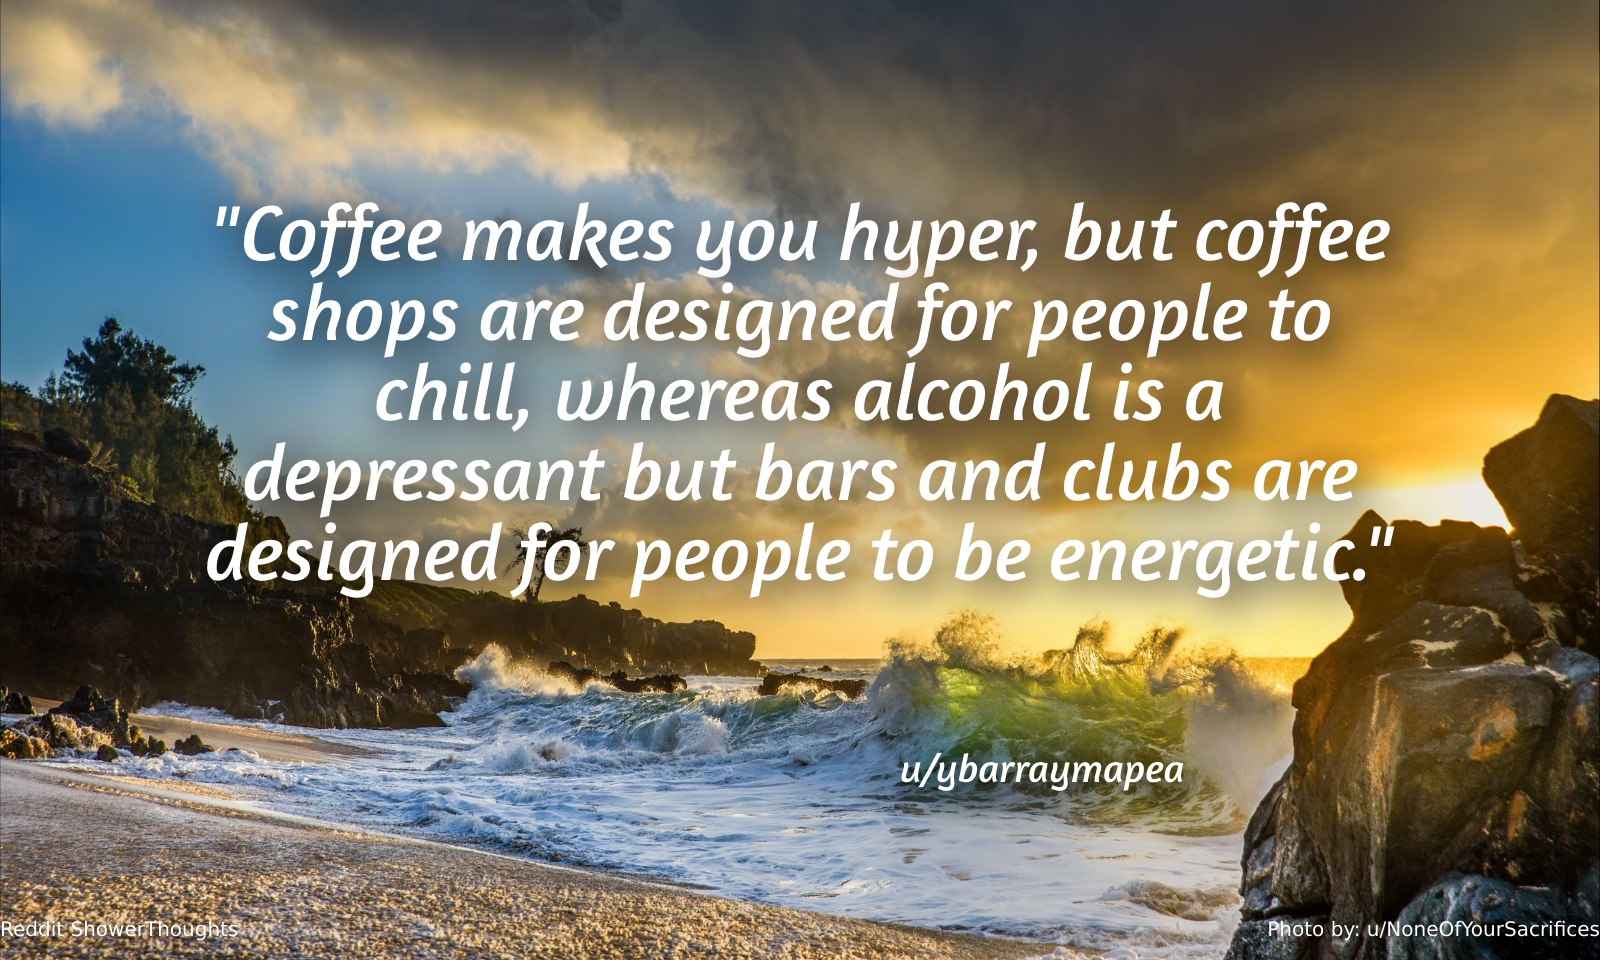 "Coffee makes you hyper, but coffee
shops are designed for people to
chill, whereas alcohol is a
depressant but bars and clubs are
designed for people to be energetic."
u/ybarraymapea
Reddit ShowerThoughts
Photo by: u/NoneOfYourSacrifices